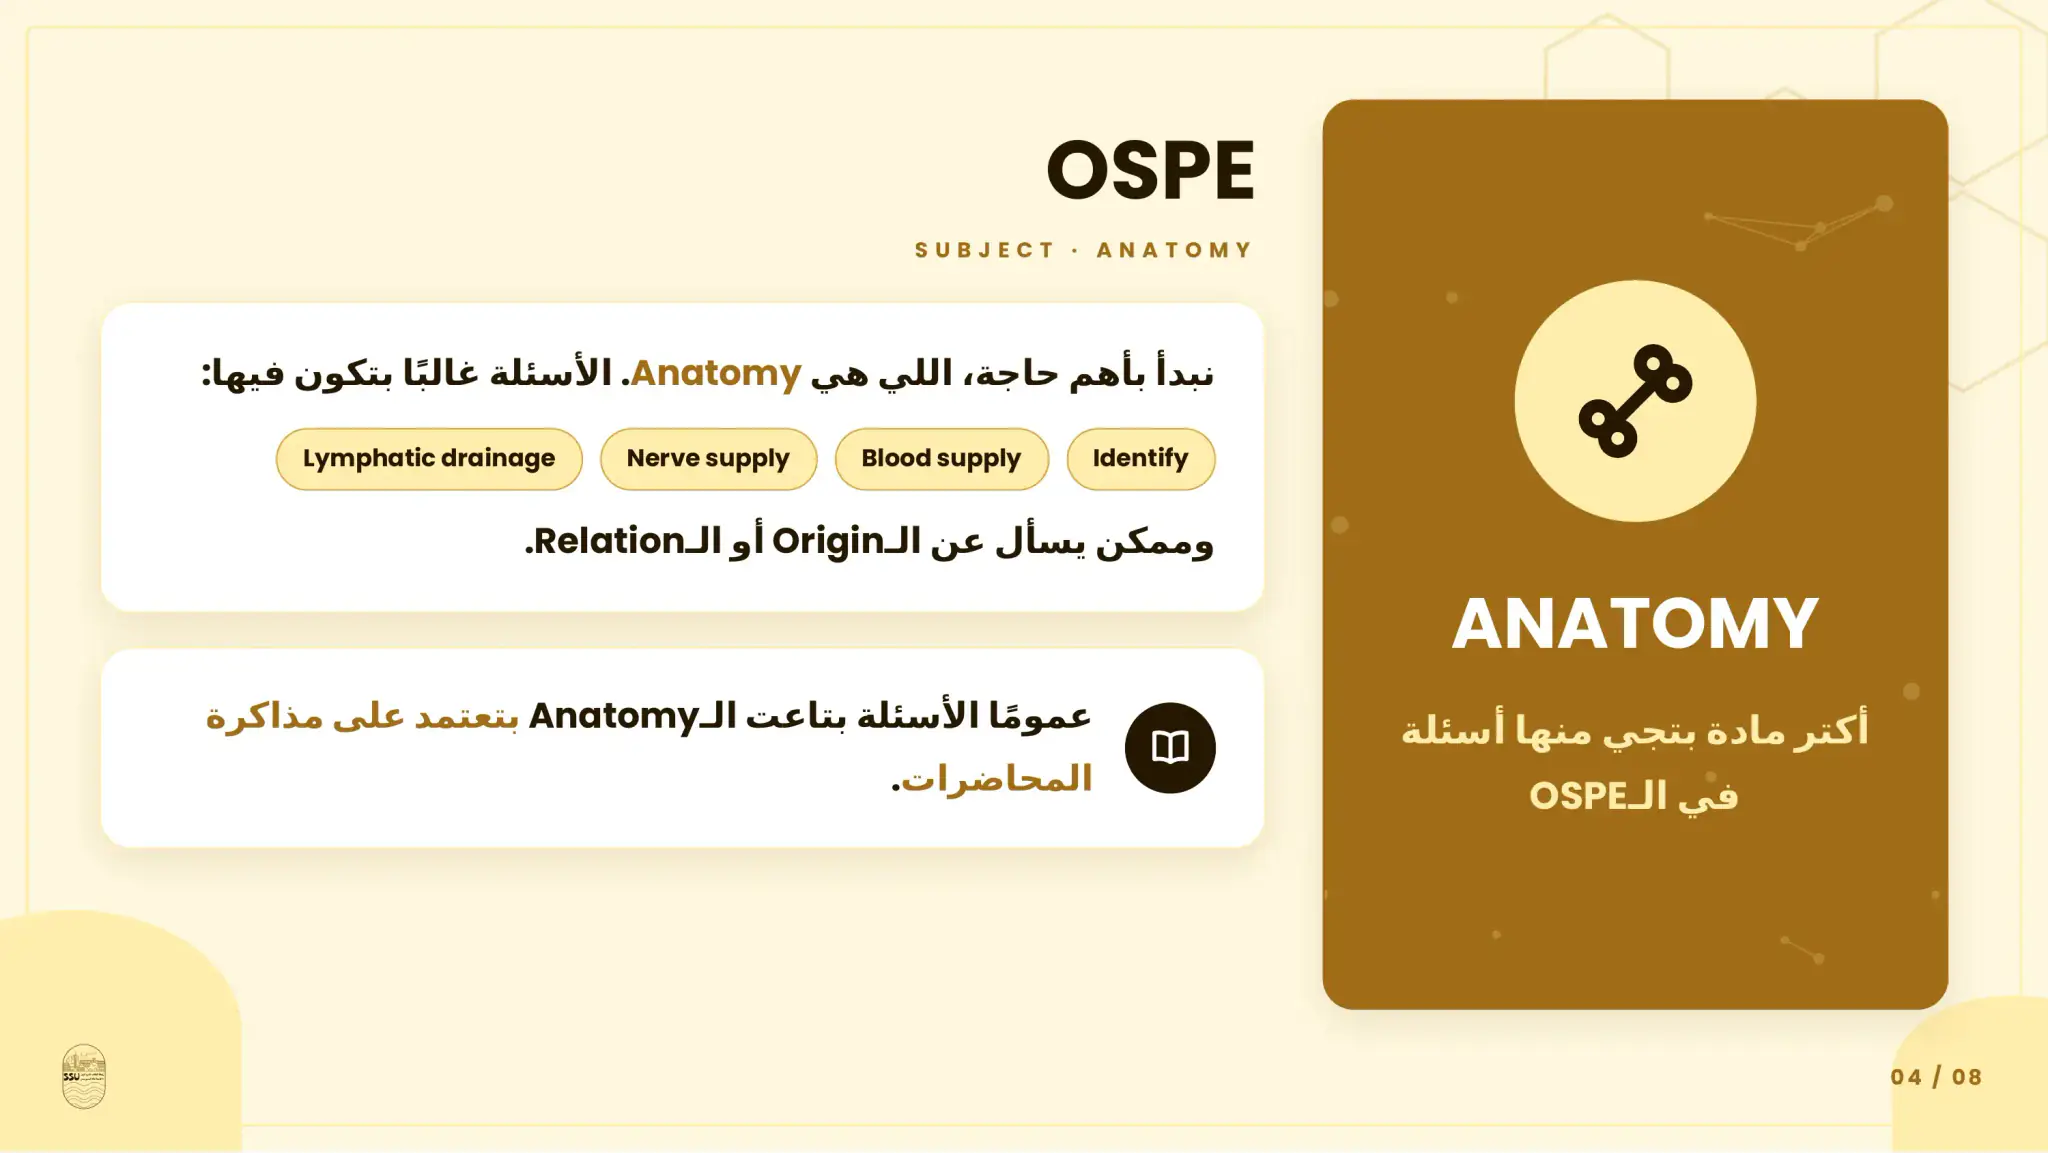 OSPE
SUBJECT · ANATOMY
نبدأ بأهم حاجة، اللي هي Anatomy. الأسئلة غالبًا بتكون فيها:
Identify
Blood supply
Nerve supply
Lymphatic drainage
وممكن يسأل عن الـOrigin أو الـRelation.
عمومًا الأسئلة بتاعت الـAnatomy بتعتمد على مذاكرة
المحاضرات.
ANATOMY
أكتر مادة بتجي منها أسئلة
في الـOSPE
SSU
04 / 08